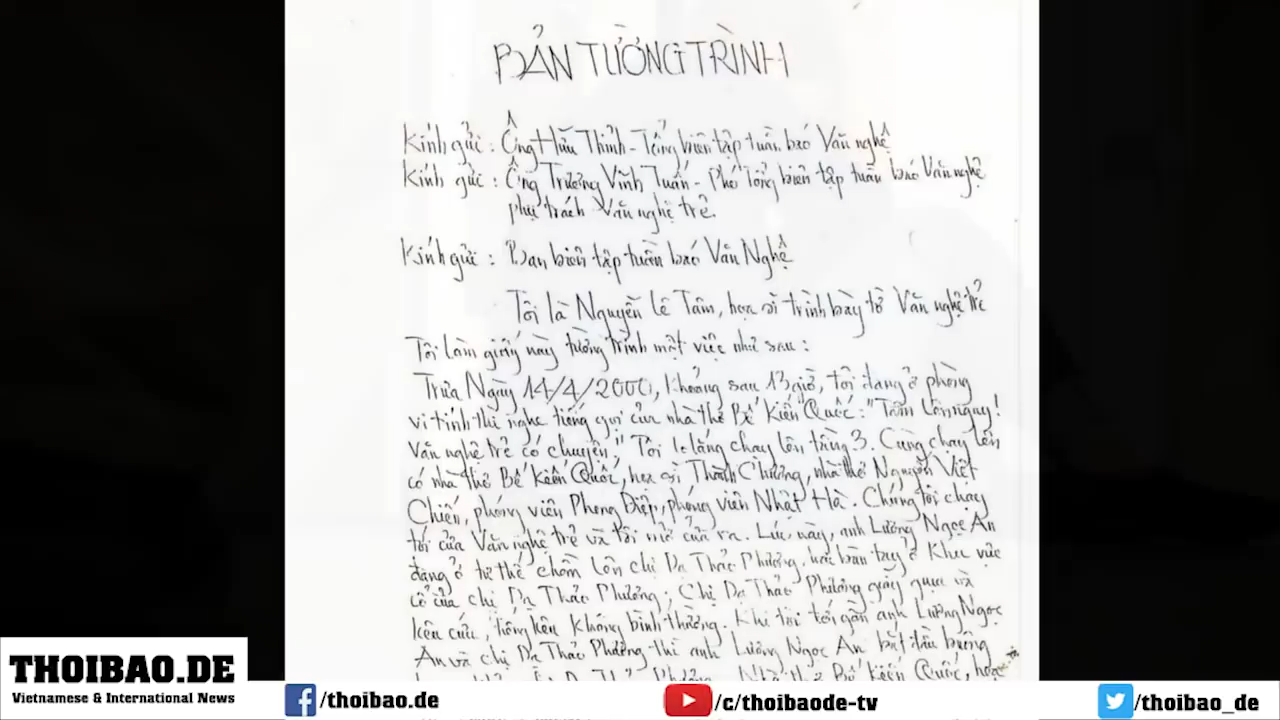 BẢN TƯỜNG TRÌNH
Kính gửi : Ông Hữu Thỉnh - Tổng biên tập tuần báo Văn nghệ
Kính gửi : Ông Trương Vĩnh Tuấn - Phó Tổng biên tập tuần báo Văn nghệ
phụ trách Văn nghệ trẻ.
Kính gửi : Ban biên tập tuần báo Văn Nghệ
Tôi là Nguyễn Lê Tâm, họa sĩ trình bày tờ Văn nghệ trẻ
Tôi làm giấy này tường trình một việc như sau :
Trưa Ngày 14/4/2000, khoảng sau 13 giờ, tôi đang ở phòng
vi tính thì nghe tiếng gọi của nhà thơ Bế Kiến Quốc : "Tâm lên ngay!
Văn nghệ trẻ có chuyện" Tôi lo lắng chạy lên tầng 3. Cùng chạy lên
có nhà thơ Bế Kiến Quốc, họa sĩ Thành Chương, nhà thơ Nguyễn Việt
Chiến, phóng viên Phong Điệp, phóng viên Nhật Hà. Chúng tôi chạy
tới cửa Văn nghệ trẻ và tôi mở cửa ra. Lúc này, anh Lương Ngọc An
đang ở tư thế chồm lên chị Dạ Thảo Phương, hai bàn tay ở khu vực
cổ của chị Dạ Thảo Phương; Chị Dạ Thảo Phương giãy giụa và
kêu cứu, tiếng kêu không bình thường. Khi tôi tới gần anh Lương Ngọc
An và chị Dạ Thảo Phương thì anh Lương Ngọc An bắt đầu buông
Bế Kiến Quốc, họa
THOIBAO.DE
Vietnamese & International News
/thoibao.de
/c/thoibaode-tv
/thoibao_de